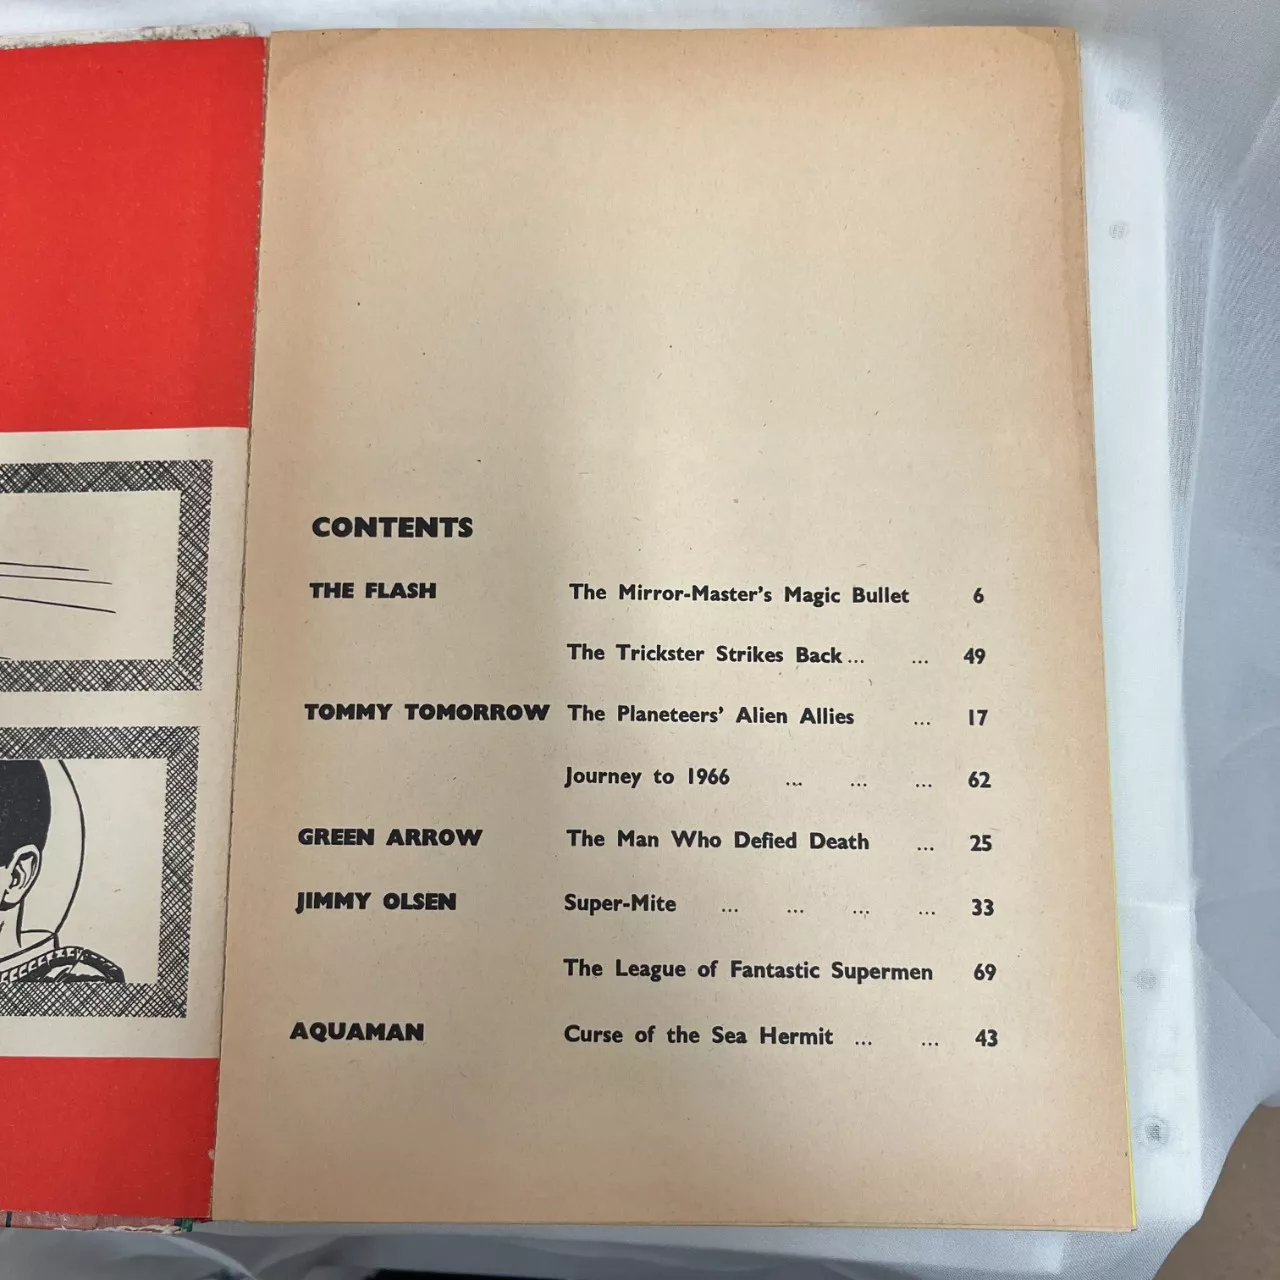 CONTENTS
THE FLASH The Mirror-Master's Magic Bullet 6
The Trickster Strikes Back ... ... 49
TOMMY TOMORROW The Planeteers' Alien Allies ... 17
Journey to 1966 ... ... ... 62
GREEN ARROW The Man Who Defied Death ... 25
JIMMY OLSEN Super-Mite ... ... ... ... 33
The League of Fantastic Supermen 69
AQUAMAN Curse of the Sea Hermit ... ... 43